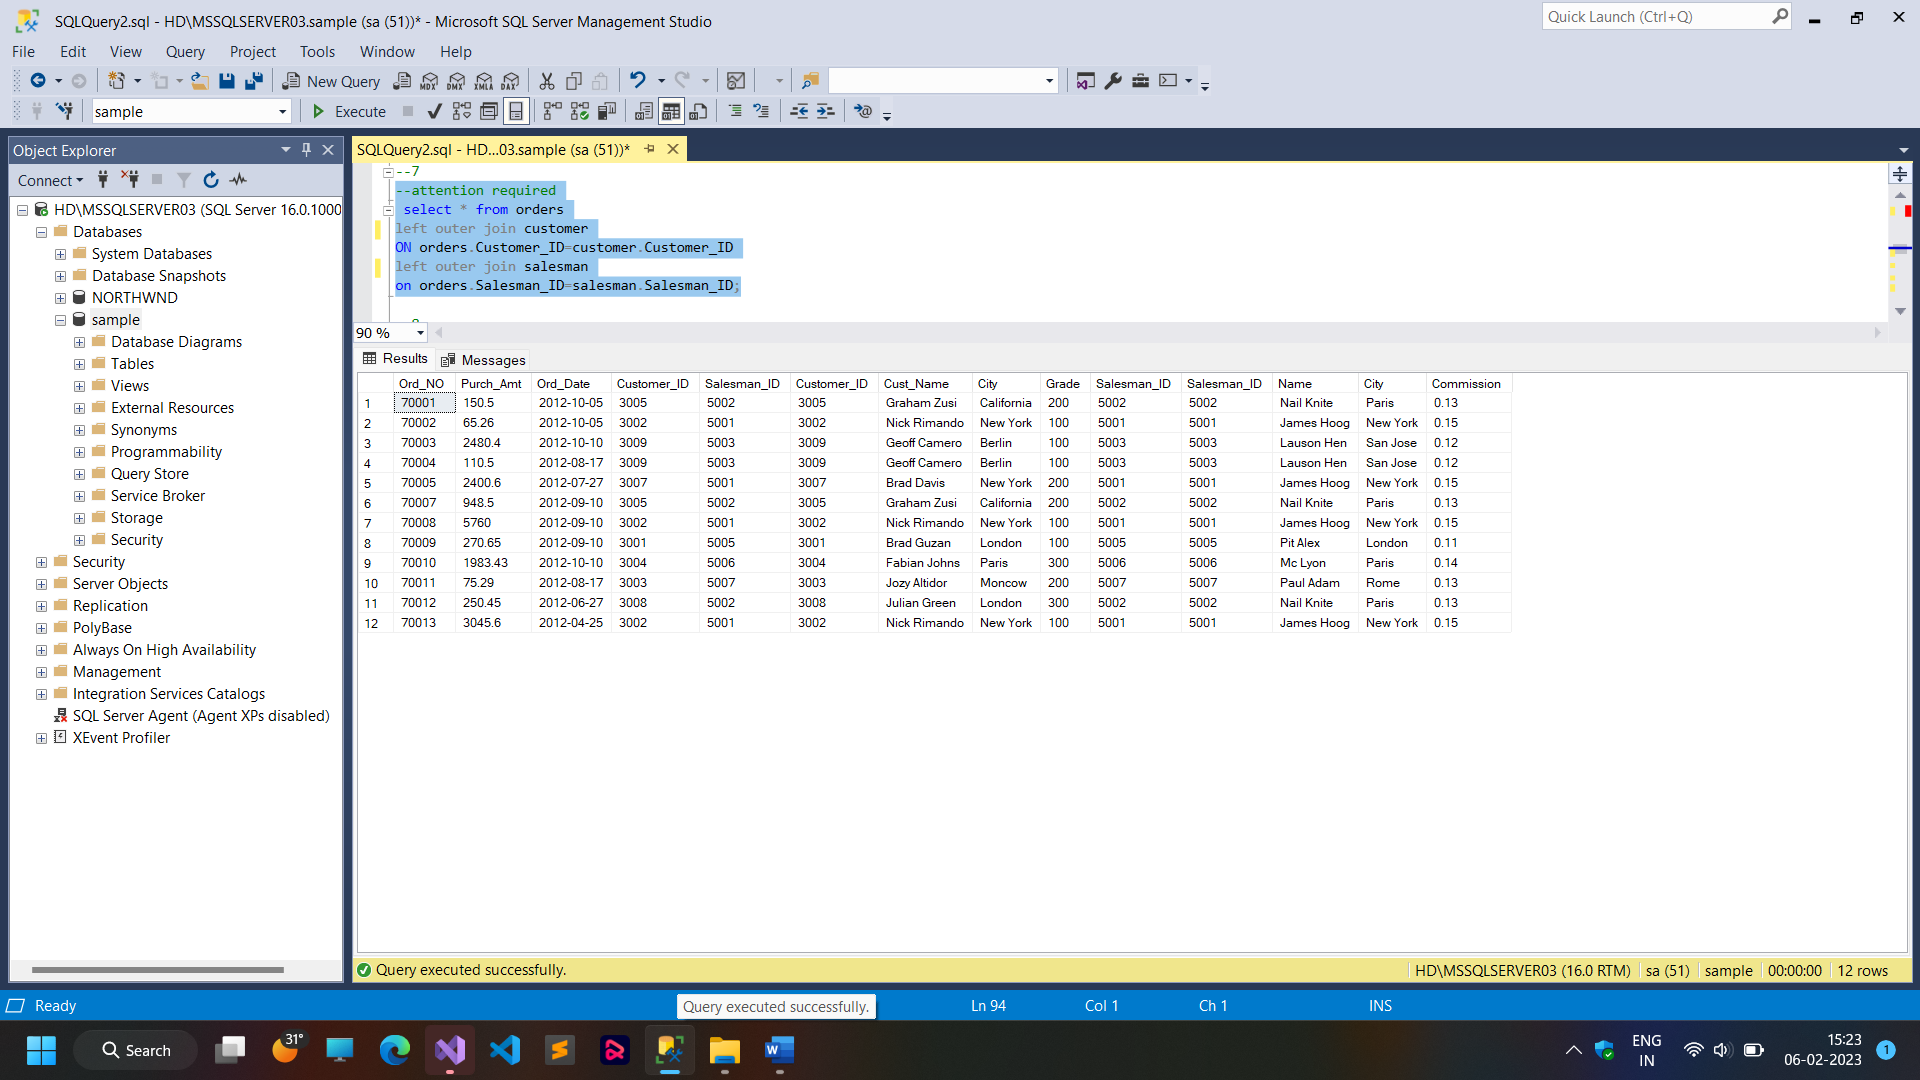 SQLQuery2.sql - HD\MSSQLSERVER03.sample (sa (51))* - Microsoft SQL Server Management Studio
Quick Launch (Ctrl+Q)
File Edit View Query Project Tools Window Help
New Query MDX DMX XMLA DAX
sample Execute
Object Explorer
SQLQuery2.sql - HD...03.sample (sa (51))*
Connect
HD\MSSQLSERVER03 (SQL Server 16.0.1000
Databases
System Databases
Database Snapshots
NORTHWND
sample
Database Diagrams
Tables
Views
External Resources
Synonyms
Programmability
Query Store
Service Broker
Storage
Security
Security
Server Objects
Replication
PolyBase
Always On High Availability
Management
Integration Services Catalogs
SQL Server Agent (Agent XPs disabled)
XEvent Profiler
--7
--attention required
select * from orders
left outer join customer
ON orders.Customer_ID=customer.Customer_ID
left outer join salesman
on orders.Salesman_ID=salesman.Salesman_ID;
90 %
Results Messages
Ord_NO Purch_Amt Ord_Date Customer_ID Salesman_ID Customer_ID Cust_Name City Grade Salesman_ID Salesman_ID Name City Commission
1 70001 150.5 2012-10-05 3005 5002 3005 Graham Zusi California 200 5002 5002 Nail Knite Paris 0.13
2 70002 65.26 2012-10-05 3002 5001 3002 Nick Rimando New York 100 5001 5001 James Hoog New York 0.15
3 70003 2480.4 2012-10-10 3009 5003 3009 Geoff Camero Berlin 100 5003 5003 Lauson Hen San Jose 0.12
4 70004 110.5 2012-08-17 3009 5003 3009 Geoff Camero Berlin 100 5003 5003 Lauson Hen San Jose 0.12
5 70005 2400.6 2012-07-27 3007 5001 3007 Brad Davis New York 200 5001 5001 James Hoog New York 0.15
6 70007 948.5 2012-09-10 3005 5002 3005 Graham Zusi California 200 5002 5002 Nail Knite Paris 0.13
7 70008 5760 2012-09-10 3002 5001 3002 Nick Rimando New York 100 5001 5001 James Hoog New York 0.15
8 70009 270.65 2012-09-10 3001 5005 3001 Brad Guzan London 100 5005 5005 Pit Alex London 0.11
9 70010 1983.43 2012-10-10 3004 5006 3004 Fabian Johns Paris 300 5006 5006 Mc Lyon Paris 0.14
10 70011 75.29 2012-08-17 3003 5007 3003 Jozy Altidor Moncow 200 5007 5007 Paul Adam Rome 0.13
11 70012 250.45 2012-06-27 3008 5002 3008 Julian Green London 300 5002 5002 Nail Knite Paris 0.13
12 70013 3045.6 2012-04-25 3002 5001 3002 Nick Rimando New York 100 5001 5001 James Hoog New York 0.15
Query executed successfully. HD\MSSQLSERVER03 (16.0 RTM) sa (51) sample 00:00:00 12 rows
Ready Query executed successfully. Ln 94 Col 1 Ch 1 INS
Search 31° ENG IN 15:23 06-02-2023 1